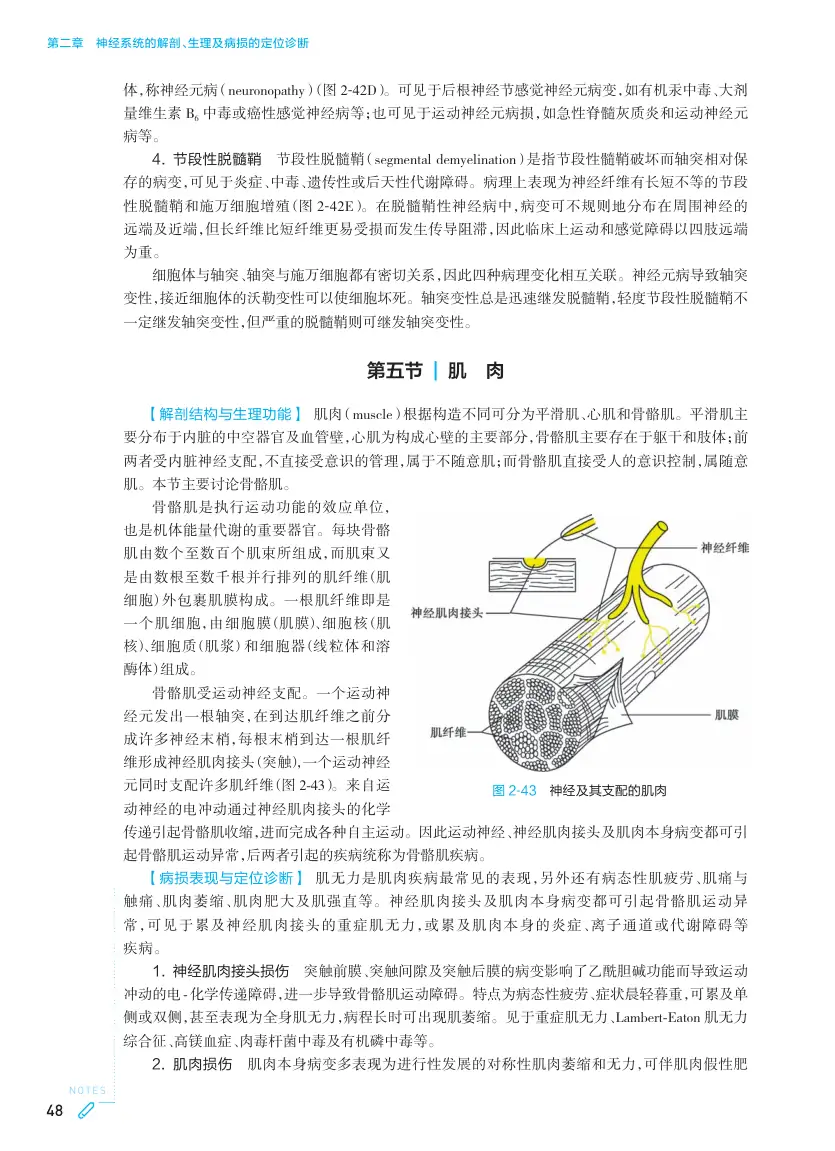 第二章 神经系统的解剖、生理及病损的定位诊断
体,称神经元病(neuronopathy)(图 2-42D)。可见于后根神经节感觉神经元病变,如有机汞中毒、大剂
量维生素 B6 中毒或癌性感觉神经病等;也可见于运动神经元病损,如急性脊髓灰质炎和运动神经元
病等。
4. 节段性脱髓鞘 节段性脱髓鞘(segmental demyelination)是指节段性髓鞘破坏而轴突相对保
存的病变,可见于炎症、中毒、遗传性或后天性代谢障碍。病理上表现为神经纤维有长短不等的节段
性脱髓鞘和施万细胞增殖(图 2-42E)。在脱髓鞘性神经病中,病变可不规则地分布在周围神经的
远端及近端,但长纤维比短纤维更易受损而发生传导阻滞,因此临床上运动和感觉障碍以四肢远端
为重。
细胞体与轴突、轴突与施万细胞都有密切关系,因此四种病理变化相互关联。神经元病导致轴突
变性,接近细胞体的沃勒变性可以使细胞坏死。轴突变性总是迅速继发脱髓鞘,轻度节段性脱髓鞘不
一定继发轴突变性,但严重的脱髓鞘则可继发轴突变性。
第五节 | 肌 肉
【解剖结构与生理功能】 肌肉(muscle)根据构造不同可分为平滑肌、心肌和骨骼肌。平滑肌主
要分布于内脏的中空器官及血管壁,心肌为构成心壁的主要部分,骨骼肌主要存在于躯干和肢体;前
两者受内脏神经支配,不直接受意识的管理,属于不随意肌;而骨骼肌直接受人的意识控制,属随意
肌。本节主要讨论骨骼肌。
骨骼肌是执行运动功能的效应单位,
也是机体能量代谢的重要器官。每块骨骼
肌由数个至数百个肌束所组成,而肌束又
是由数根至数千根并行排列的肌纤维(肌
细胞)外包裹肌膜构成。一根肌纤维即是
一个肌细胞,由细胞膜(肌膜)、细胞核(肌
核)、细胞质(肌浆)和细胞器(线粒体和溶
酶体)组成。
骨骼肌受运动神经支配。一个运动神
经元发出一根轴突,在到达肌纤维之前分
成许多神经末梢,每根末梢到达一根肌纤
维形成神经肌肉接头(突触),一个运动神经
元同时支配许多肌纤维(图 2-43)。来自运
动神经的电冲动通过神经肌肉接头的化学
神经纤维
神经肌肉接头
肌膜
肌纤维
图 2-43 神经及其支配的肌肉
传递引起骨骼肌收缩,进而完成各种自主运动。因此运动神经、神经肌肉接头及肌肉本身病变都可引
起骨骼肌运动异常,后两者引起的疾病统称为骨骼肌疾病。
【病损表现与定位诊断】 肌无力是肌肉疾病最常见的表现,另外还有病态性肌疲劳、肌痛与
触痛、肌肉萎缩、肌肉肥大及肌强直等。神经肌肉接头及肌肉本身病变都可引起骨骼肌运动异
常,可见于累及神经肌肉接头的重症肌无力,或累及肌肉本身的炎症、离子通道或代谢障碍等
疾病。
1. 神经肌肉接头损伤 突触前膜、突触间隙及突触后膜的病变影响了乙酰胆碱功能而导致运动
冲动的电-化学传递障碍,进一步导致骨骼肌运动障碍。特点为病态性疲劳、症状晨轻暮重,可累及单
侧或双侧,甚至表现为全身肌无力,病程长时可出现肌萎缩。见于重症肌无力、Lambert-Eaton 肌无力
综合征、高镁血症、肉毒杆菌中毒及有机磷中毒等。
2. 肌肉损伤 肌肉本身病变多表现为进行性发展的对称性肌肉萎缩和无力,可伴肌肉假性肥
NOTES
48